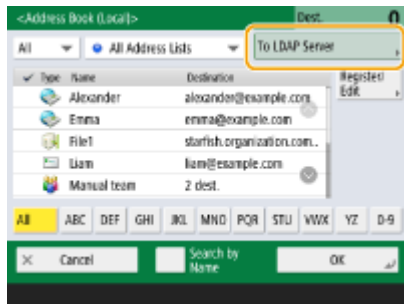 <Address Book (Local)> Dest. 0
All All Address Lists To LDAP Server
Type Name Destination Register/
Edit
Alexander alexander@example.com
Emma emma@example.com
File1 starfish.organization.com..
Liam liam@example.com
Manual team 2 dest.
All ABC DEF GHI JKL MNO PQR STU VWX YZ 0-9
Cancel Search by
Name OK